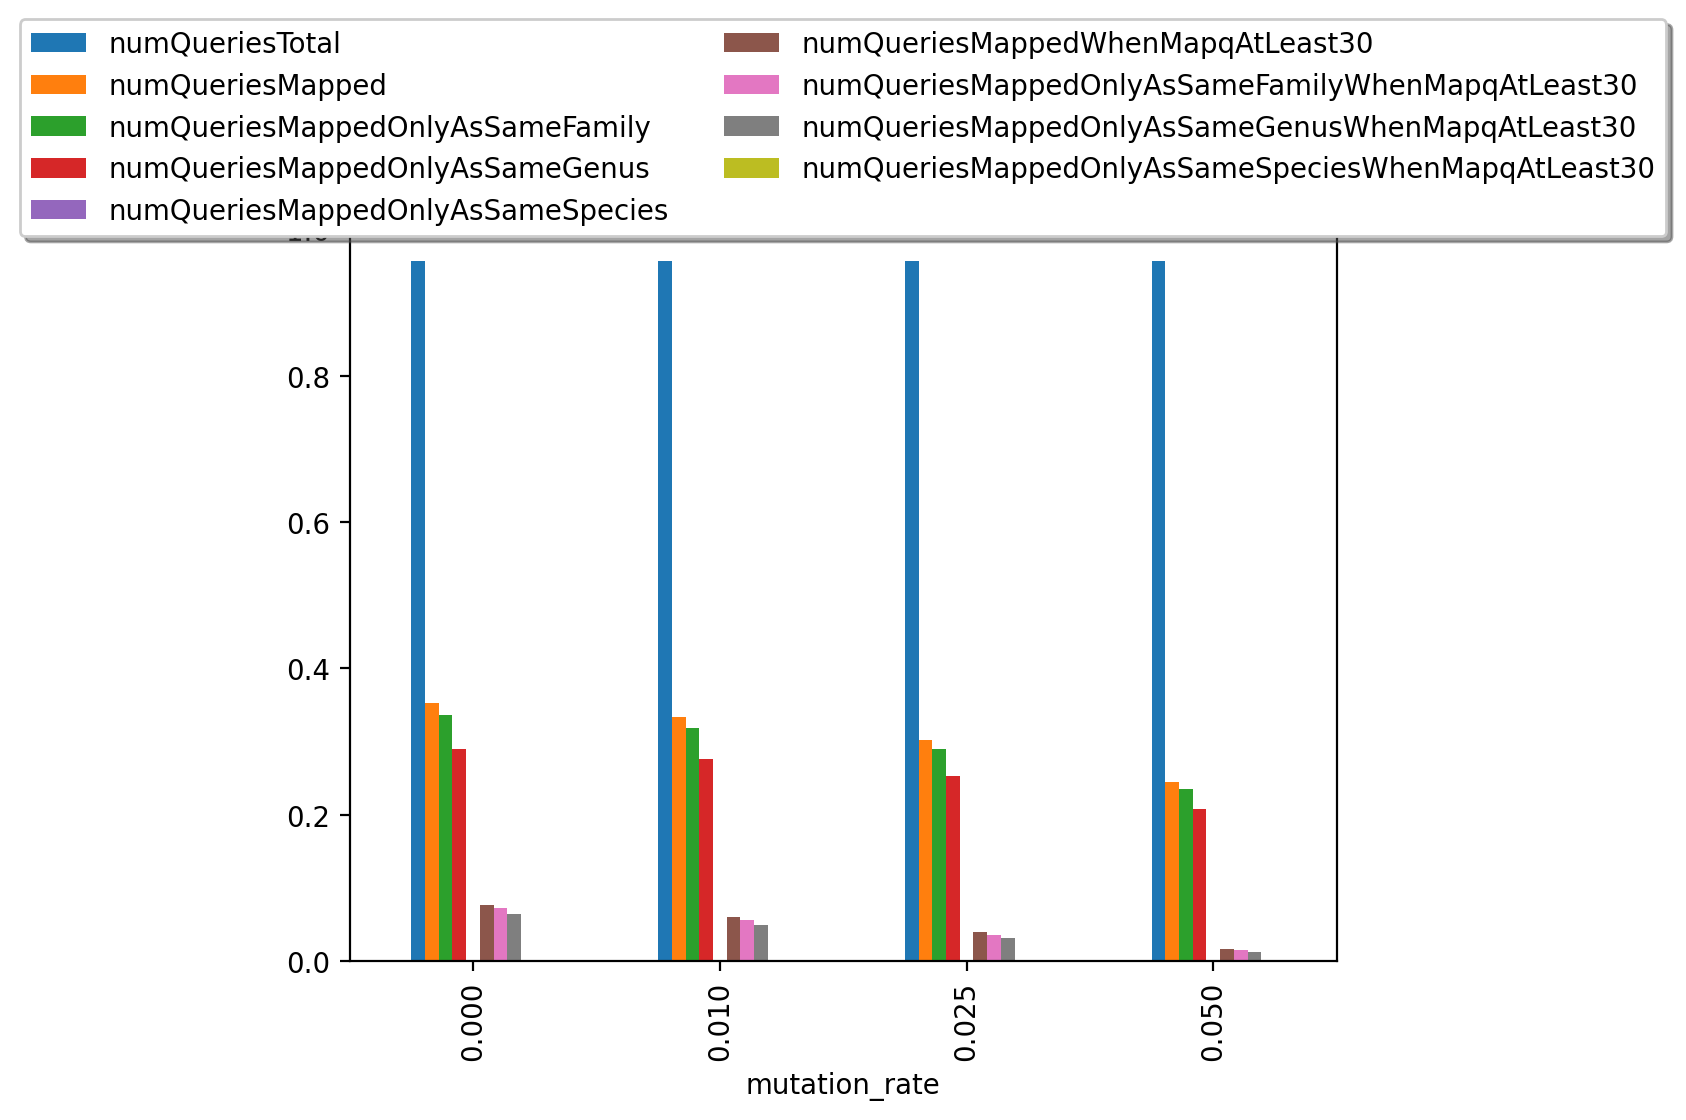 numQueriesTotal
numQueriesMapped
numQueriesMappedOnlyAsSameFamily
numQueriesMappedOnlyAsSameGenus
numQueriesMappedOnlyAsSameSpecies
numQueriesMappedWhenMapqAtLeast30
numQueriesMappedOnlyAsSameFamilyWhenMapqAtLeast30
numQueriesMappedOnlyAsSameGenusWhenMapqAtLeast30
numQueriesMappedOnlyAsSameSpeciesWhenMapqAtLeast30
0.8
0.6
0.4
0.2
0.0
0.000
0.010
0.025
0.050
mutation_rate